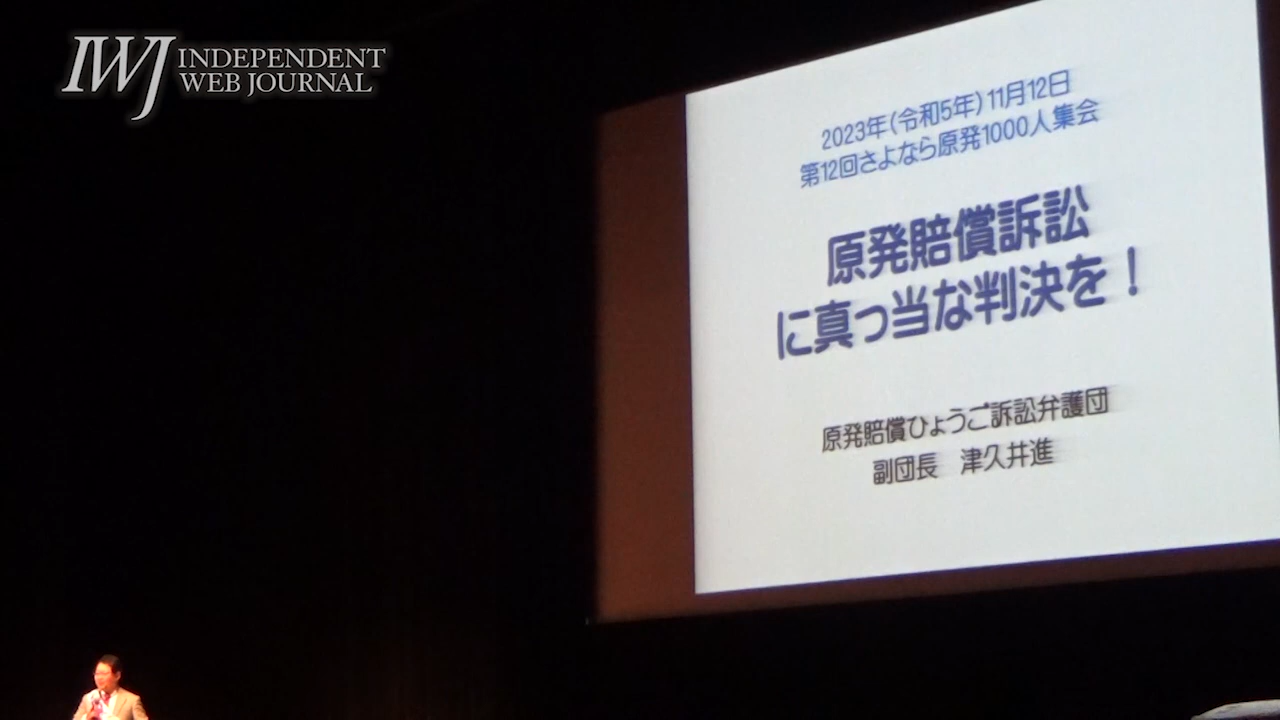 IWJ INDEPENDENT
WEB JOURNAL
2023年(令和5年)11月12日
第12回さよなら原発1000人集会
原発賠償訴訟
に真っ当な判決を!
原発賠償ひょうご訴訟弁護団
副団長 津久井進